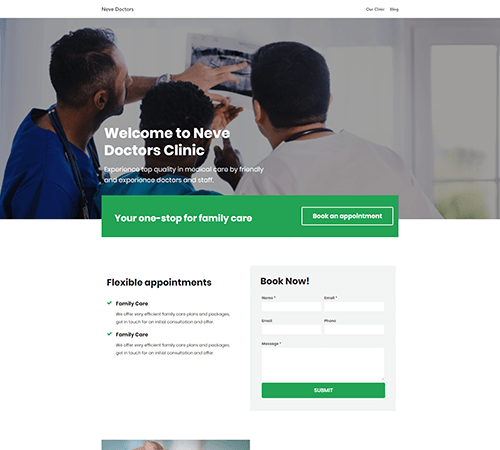 Neve Doctors
Our Clinic Blog
Welcome to Neve
Doctors Clinic
Experience top quality in medical care by friendly
and experience doctors and staff.
Your one-stop for family care
Book an appointment
Flexible appointments
Family Care
We offer very efficient family care plans and packages,
get in touch for an initial consultation and offer.
Family Care
We offer very efficient family care plans and packages,
get in touch for an initial consultation and offer.
Book Now!
Name * Email *
Email Phone
Message *
SUBMIT